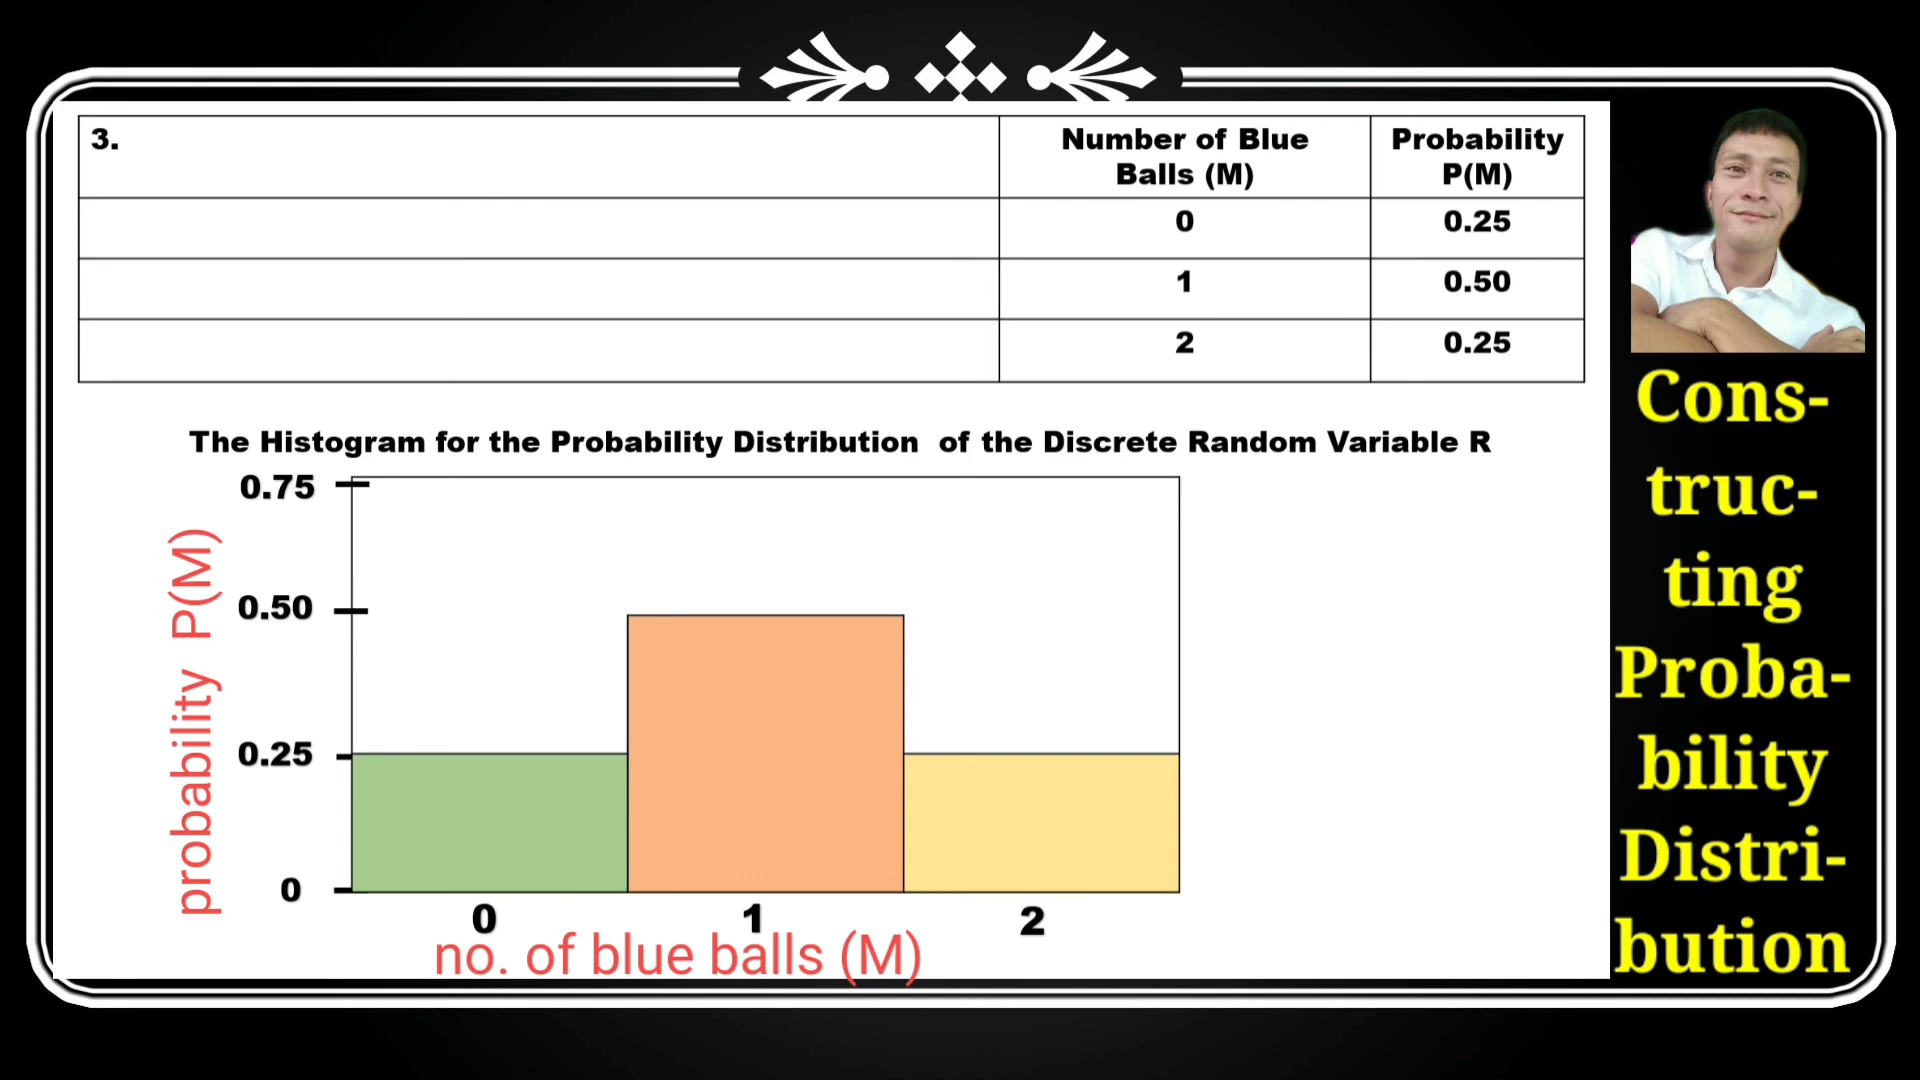 3.
Number of Blue
Balls (M)
Probability
P(M)
0
0.25
1
0.50
2
0.25
The Histogram for the Probability Distribution of the Discrete Random Variable R
0.75
0.50
0.25
0
probability P(M)
0
1
2
no. of blue balls (M)
Cons-
truc-
ting
Proba-
bility
Distri-
bution